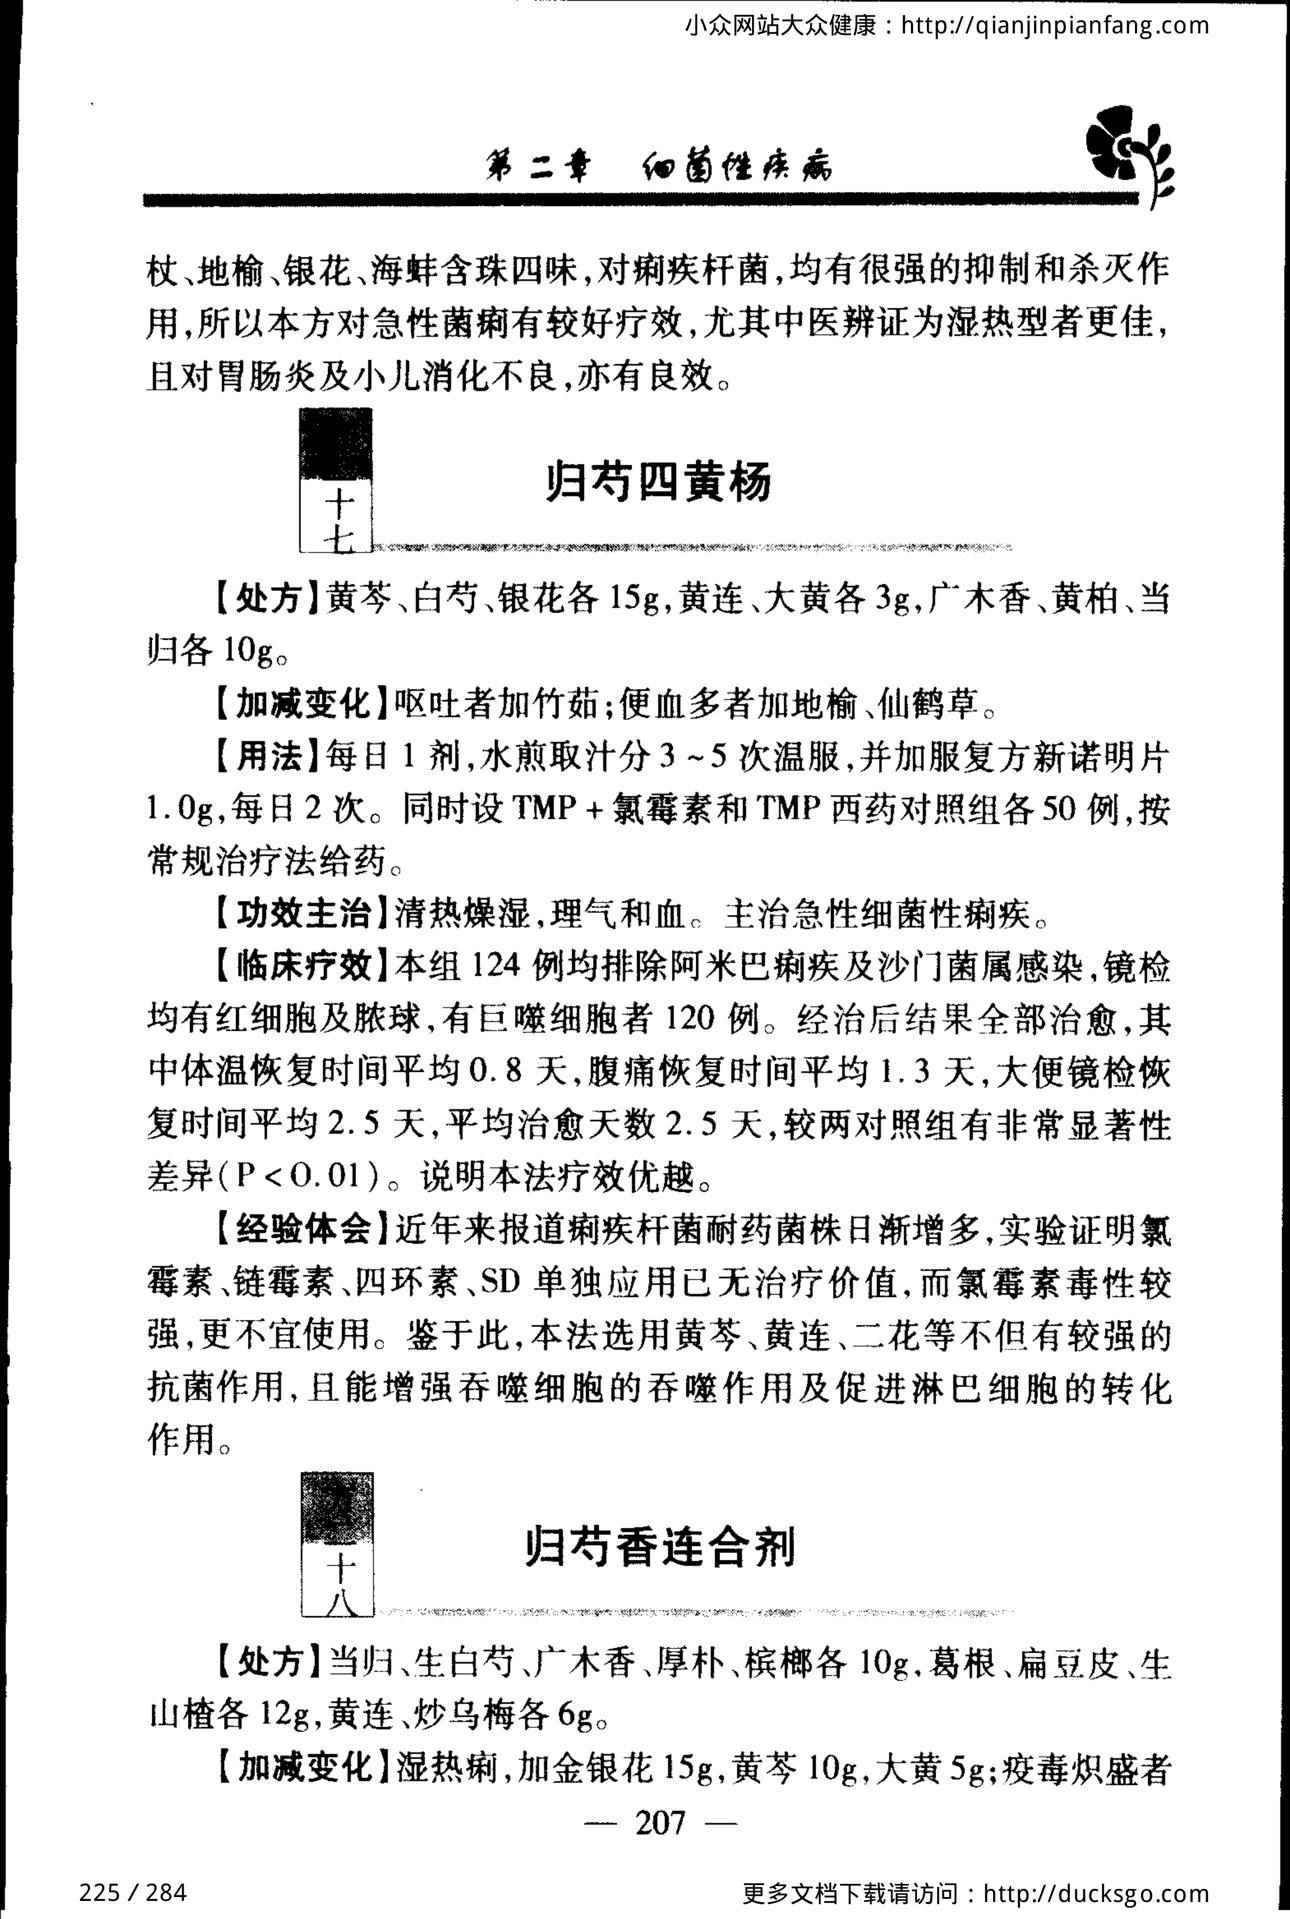 小众网站大众健康：http://qianjinpianfang.com
第二章 细菌性疾病
杖、地榆、银花、海蚌含珠四味,对痢疾杆菌,均有很强的抑制和杀灭作
用,所以本方对急性菌痢有较好疗效,尤其中医辨证为湿热型者更佳,
且对胃肠炎及小儿消化不良,亦有良效。
十七
归芍四黄杨
【处方】黄芩、白芍、银花各 15g,黄连、大黄各 3g,广木香、黄柏、当
归各 10g。
【加减变化】呕吐者加竹茹;便血多者加地榆、仙鹤草。
【用法】每日 1 剂,水煎取汁分 3 ~ 5 次温服,并加服复方新诺明片
1.0g,每日 2 次。同时设 TMP + 氯霉素和 TMP 西药对照组各 50 例,按
常规治疗法给药。
【功效主治】清热燥湿,理气和血。主治急性细菌性痢疾。
【临床疗效】本组 124 例均排除阿米巴痢疾及沙门菌属感染,镜检
均有红细胞及脓球,有巨噬细胞者 120 例。经治后结果全部治愈,其
中体温恢复时间平均 0.8 天,腹痛恢复时间平均 1.3 天,大便镜检恢
复时间平均 2.5 天,平均治愈天数 2.5 天,较两对照组有非常显著性
差异(P < O.01)。说明本法疗效优越。
【经验体会】近年来报道痢疾杆菌耐药菌株日渐增多,实验证明氯
霉素、链霉素、四环素、SD 单独应用已无治疗价值,而氯霉素毒性较
强,更不宜使用。鉴于此,本法选用黄芩、黄连、二花等不但有较强的
抗菌作用,且能增强吞噬细胞的吞噬作用及促进淋巴细胞的转化
作用。
十八
归芍香连合剂
【处方】当归、生白芍、广木香、厚朴、槟榔各 10g,葛根、扁豆皮、生
山楂各 12g,黄连、炒乌梅各 6g。
【加减变化】湿热痢,加金银花 15g,黄芩 10g,大黄 5g;疫毒炽盛者
— 207 —
225 / 284
更多文档下载请访问：http://ducksgo.com